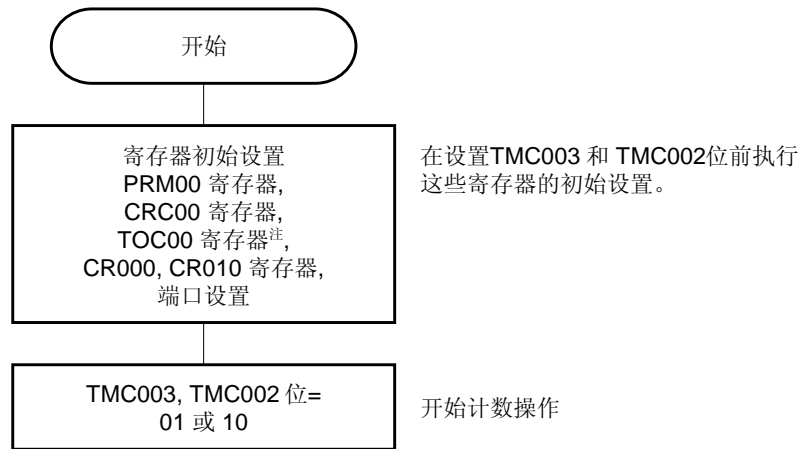 开始
寄存器初始设置
PRM00 寄存器,
CRC00 寄存器,
TOC00 寄存器注,
CR000, CR010 寄存器,
端口设置
在设置TMC003 和 TMC002位前执行
这些寄存器的初始设置。
TMC003, TMC002 位=
01 或 10
开始计数操作